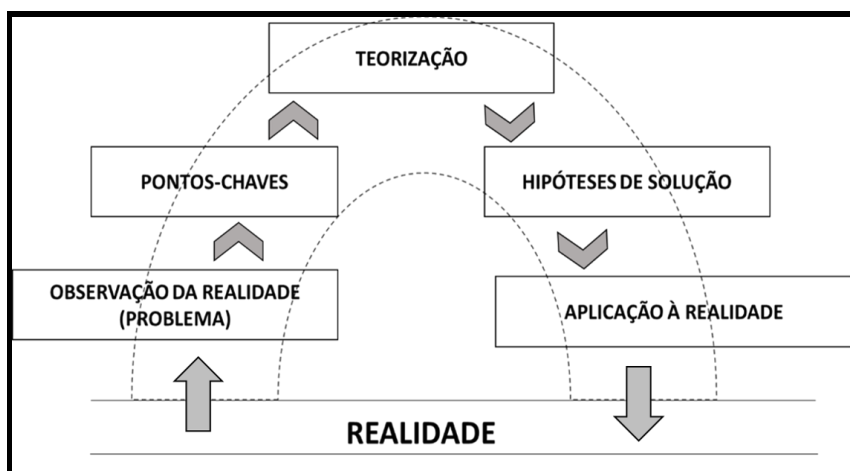 TEORIZAÇÃO
PONTOS-CHAVES
HIPÓTESES DE SOLUÇÃO
OBSERVAÇÃO DA REALIDADE
(PROBLEMA)
APLICAÇÃO À REALIDADE
REALIDADE